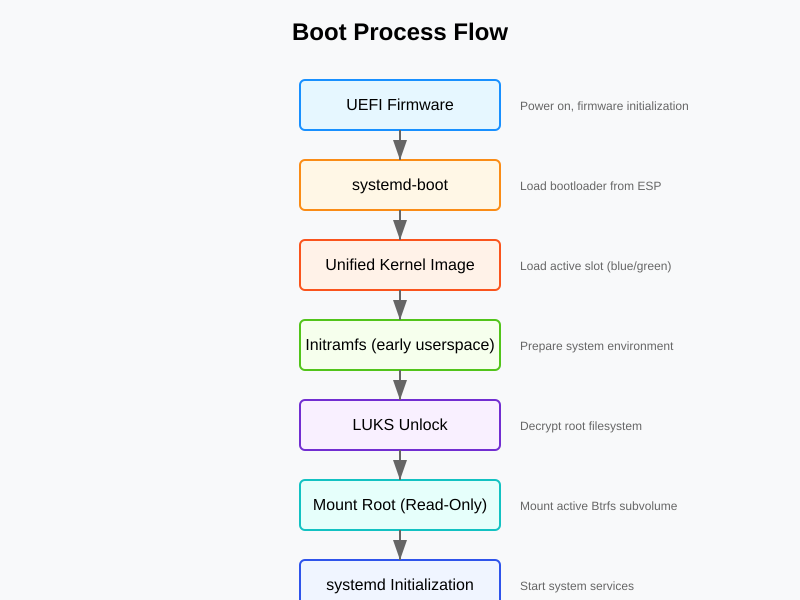 Boot Process Flow
UEFI Firmware
Power on, firmware initialization
systemd-boot
Load bootloader from ESP
Unified Kernel Image
Load active slot (blue/green)
Initramfs (early userspace)
Prepare system environment
LUKS Unlock
Decrypt root filesystem
Mount Root (Read-Only)
Mount active Btrfs subvolume
systemd Initialization
Start system services